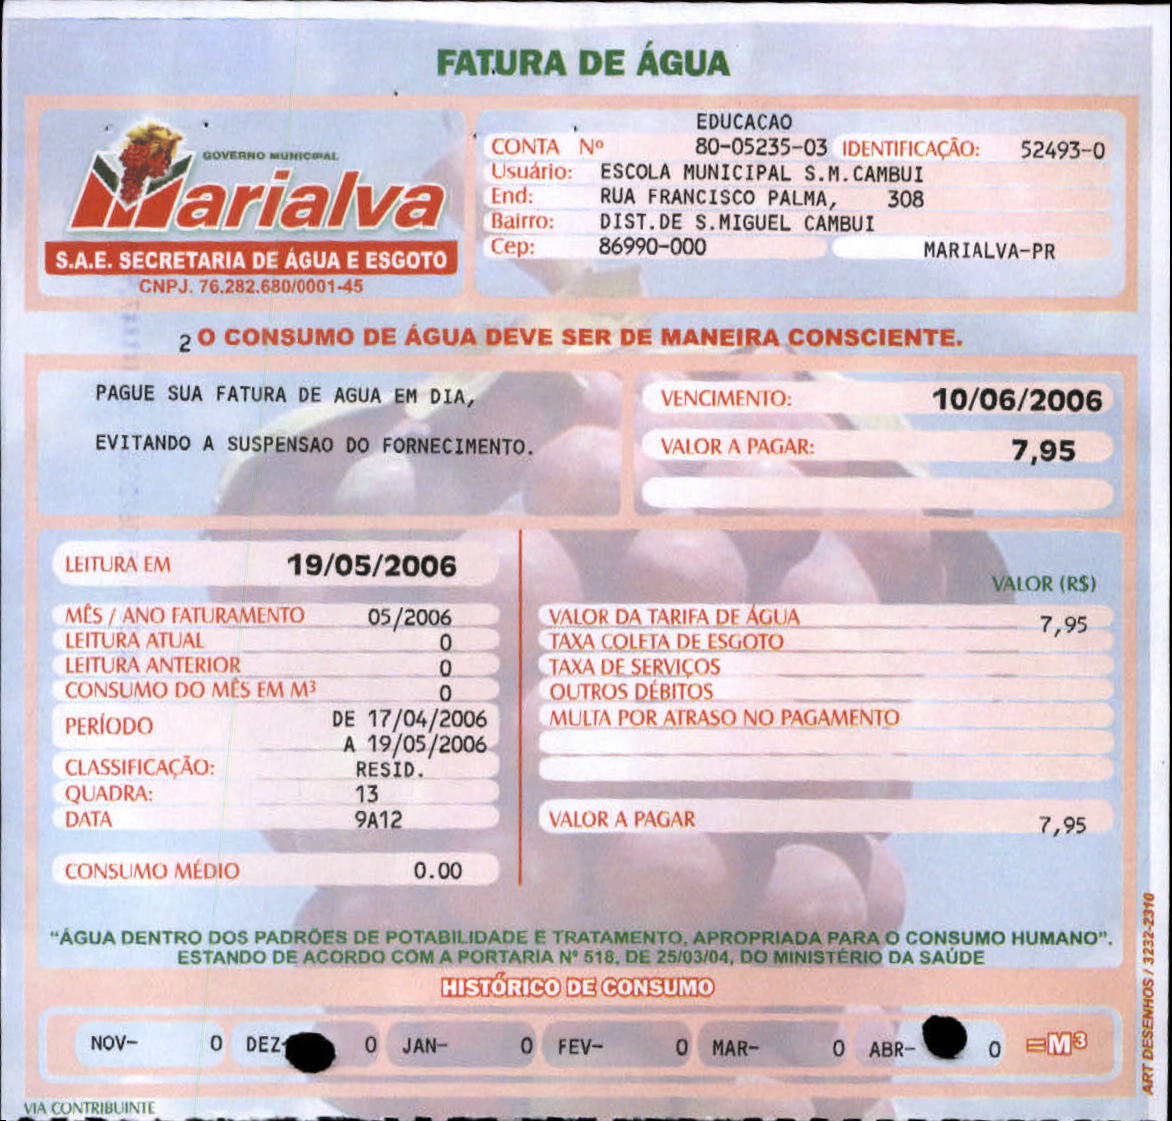 FATURA DE ÁGUA
GOVERNO MUNICIPAL
Marialva
S.A.E. SECRETARIA DE ÁGUA E ESGOTO
CNPJ. 76.282.680/0001-45
EDUCACAO
CONTA Nº 80-05235-03 IDENTIFICAÇÃO: 52493-0
Usuário: ESCOLA MUNICIPAL S.M.CAMBUI
End: RUA FRANCISCO PALMA, 308
Bairro: DIST.DE S.MIGUEL CAMBUI
Cep: 86990-000 MARIALVA-PR
2 O CONSUMO DE ÁGUA DEVE SER DE MANEIRA CONSCIENTE.
PAGUE SUA FATURA DE AGUA EM DIA,
EVITANDO A SUSPENSAO DO FORNECIMENTO.
VENCIMENTO: 10/06/2006
VALOR A PAGAR: 7,95
LEITURA EM 19/05/2006
MÊS / ANO FATURAMENTO 05/2006
LEITURA ATUAL 0
LEITURA ANTERIOR 0
CONSUMO DO MÊS EM M³ 0
PERÍODO DE 17/04/2006
A 19/05/2006
CLASSIFICAÇÃO: RESID.
QUADRA: 13
DATA 9A12
CONSUMO MÉDIO 0.00
VALOR (R$)
VALOR DA TARIFA DE ÁGUA 7,95
TAXA COLETA DE ESGOTO
TAXA DE SERVIÇOS
OUTROS DÉBITOS
MULTA POR ATRASO NO PAGAMENTO
VALOR A PAGAR 7,95
"ÁGUA DENTRO DOS PADRÕES DE POTABILIDADE E TRATAMENTO, APROPRIADA PARA O CONSUMO HUMANO".
ESTANDO DE ACORDO COM A PORTARIA Nº 518, DE 25/03/04, DO MINISTÉRIO DA SAÚDE
HISTÓRICO DE CONSUMO
NOV- 0 DEZ- 0 JAN- 0 FEV- 0 MAR- 0 ABR- 0 =M³
VIA CONTRIBUINTE
ART DESENHOS / 3232-2310